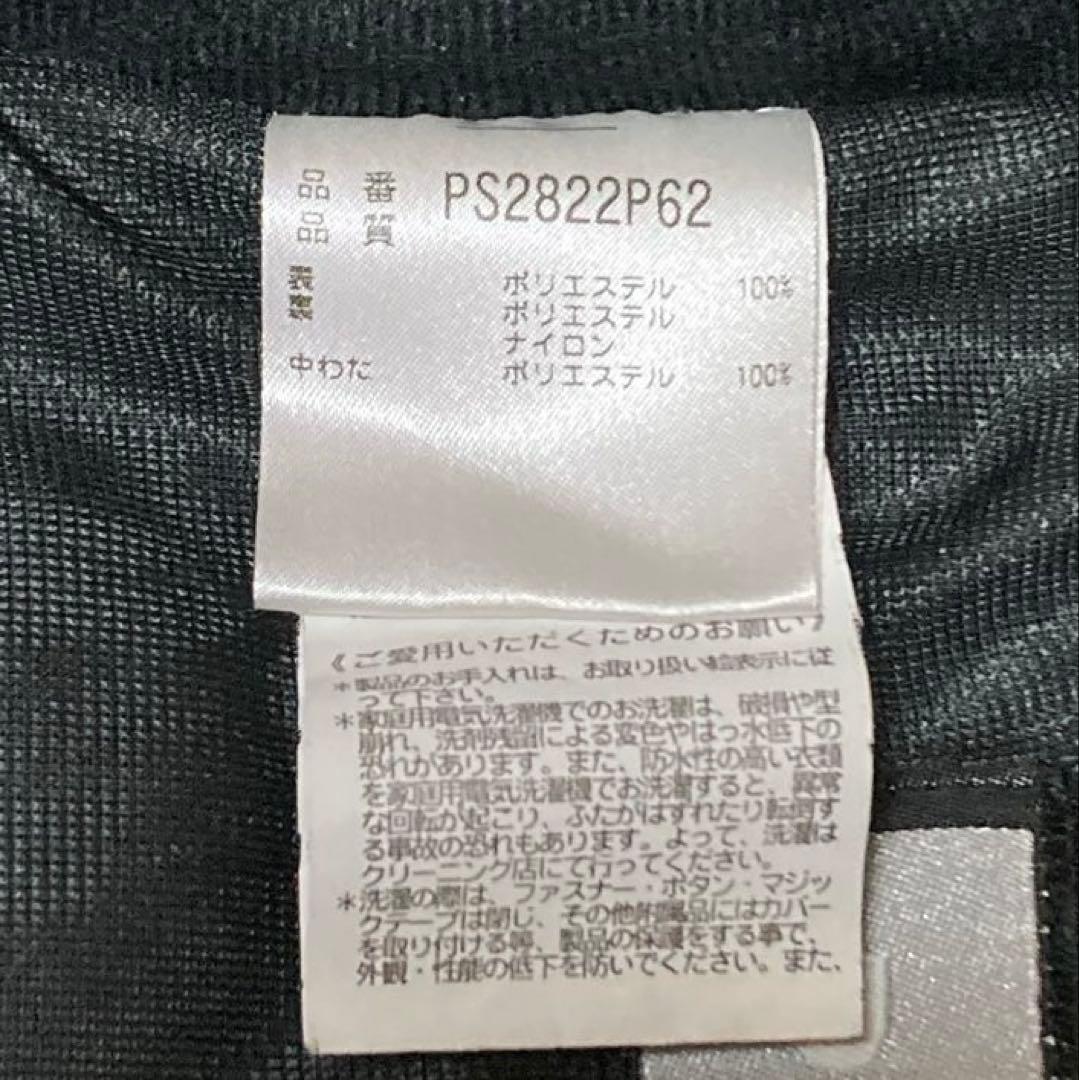 品番 PS2822P62
品質
ポリエステル 100%
ポリエステル
ナイロン
中わた ポリエステル 100%
《ご愛用いただくためのお願い》
*製品のお手入れは、お取り扱い絵表示に従
って下さい。
*家庭用電気洗濯機でのお洗濯は、破損や型
崩れ、洗剤残留による変色やはっ水低下の
恐れがあります。また、防水性の高い衣類
を家庭用電気洗濯機でお洗濯すると、異常
な回転が起こり、ふたがはずれたり転倒す
る事故の恐れもあります。よって、洗濯は
クリーニング店にて行ってください。
*洗濯の際は、ファスナー・ボタン・マジッ
クテープは閉じ、その他附属品にはカバー
を取り付ける等、製品の保護をする事で、
外観・性能の低下を防いでください。また、